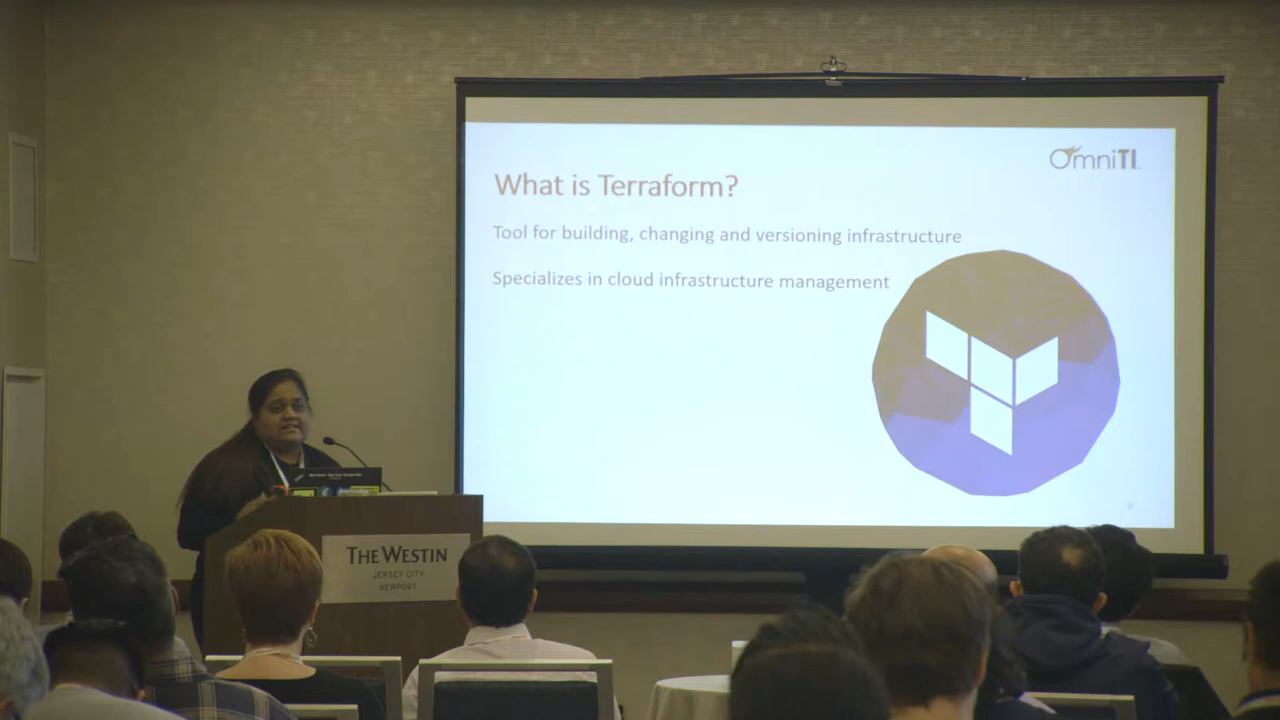 OmniTI
What is Terraform?
Tool for building, changing and versioning infrastructure
Specializes in cloud infrastructure management
THE WESTIN
JERSEY CITY
NEWPORT